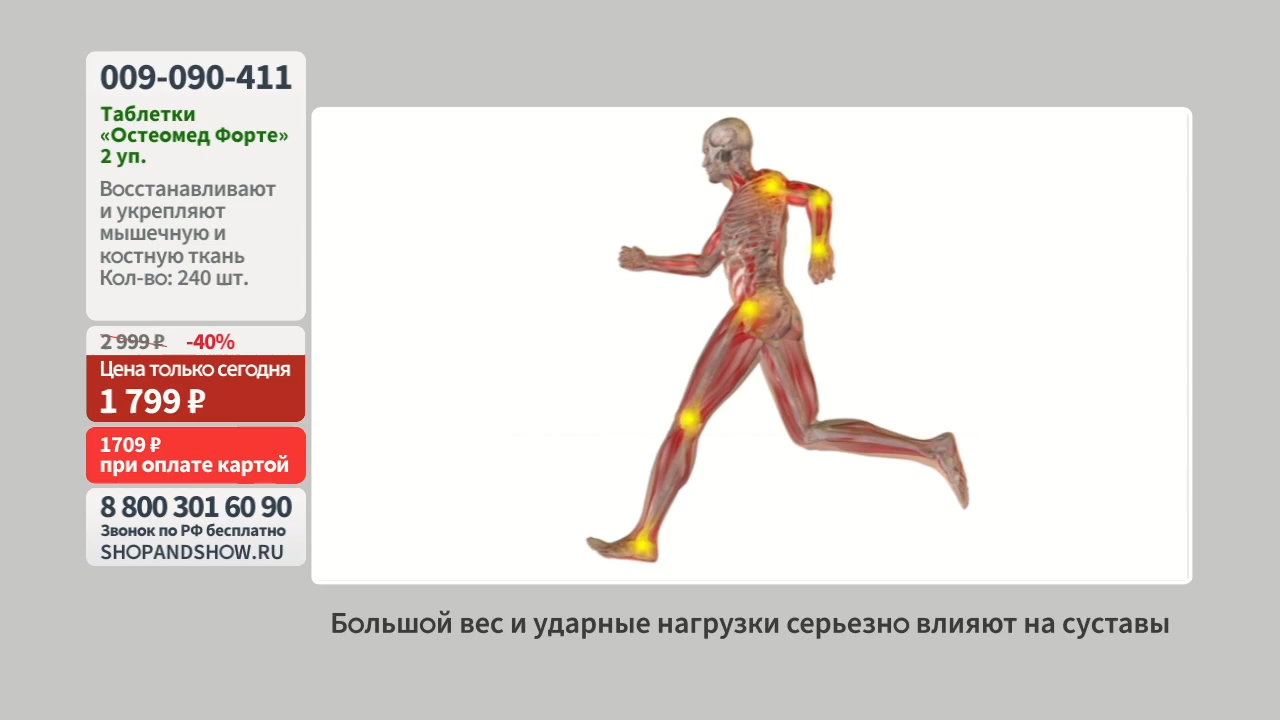 009-090-411
Таблетки
«Остеомед Форте»
2 уп.
Восстанавливают
и укрепляют
мышечную и
костную ткань
Кол-во: 240 шт.
2 999 ₽ -40%
Цена только сегодня
1 799 ₽
1709 ₽
при оплате картой
8 800 301 60 90
Звонок по РФ бесплатно
SHOPANDSHOW.RU
Большой вес и ударные нагрузки серьезно влияют на суставы